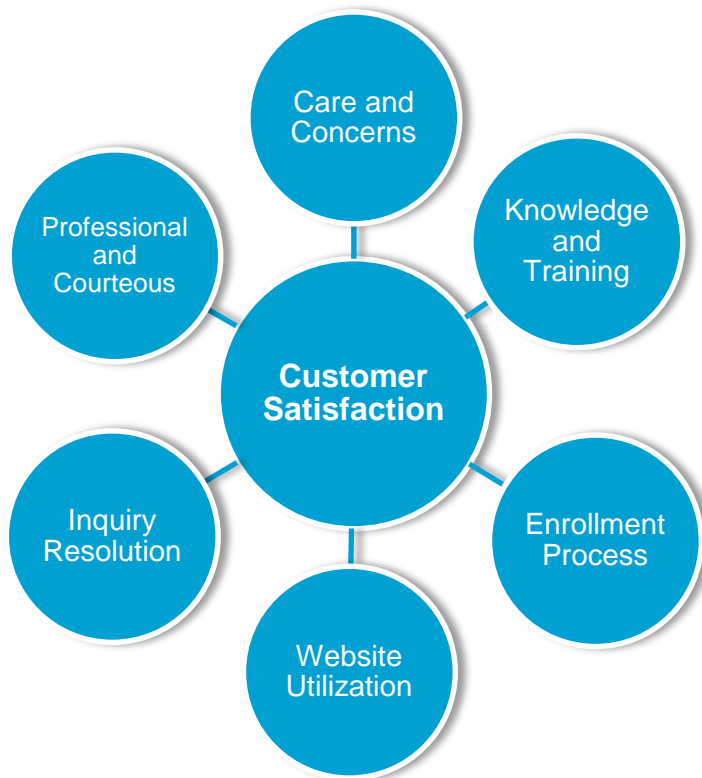 Care and
Concerns
Knowledge
and
Training
Professional
and
Courteous
Customer
Satisfaction
Inquiry
Resolution
Enrollment
Process
Website
Utilization